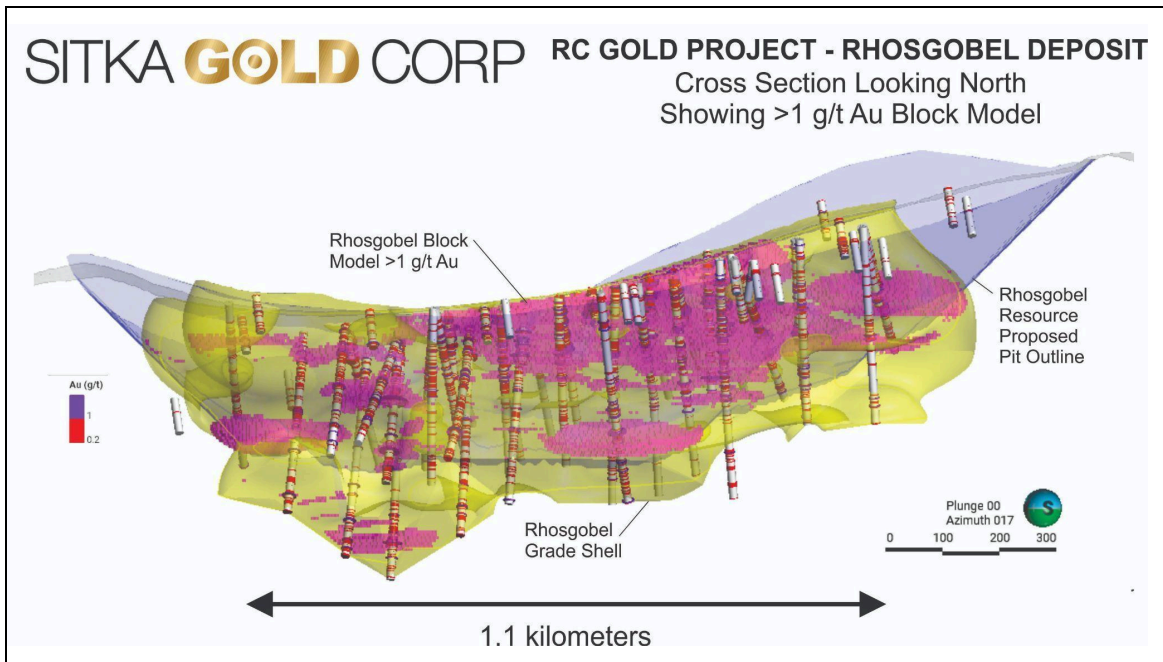 SITKA GOLD CORP
RC GOLD PROJECT - RHOSGOBEL DEPOSIT
Cross Section Looking North
Showing >1 g/t Au Block Model
Rhosgobel Block
Model >1 g/t Au
Rhosgobel
Resource
Proposed
Pit Outline
Au (g/t)
1
0.2
Rhosgobel
Grade Shell
Plunge 00
Azimuth 017
S
0 100 200 300
1.1 kilometers